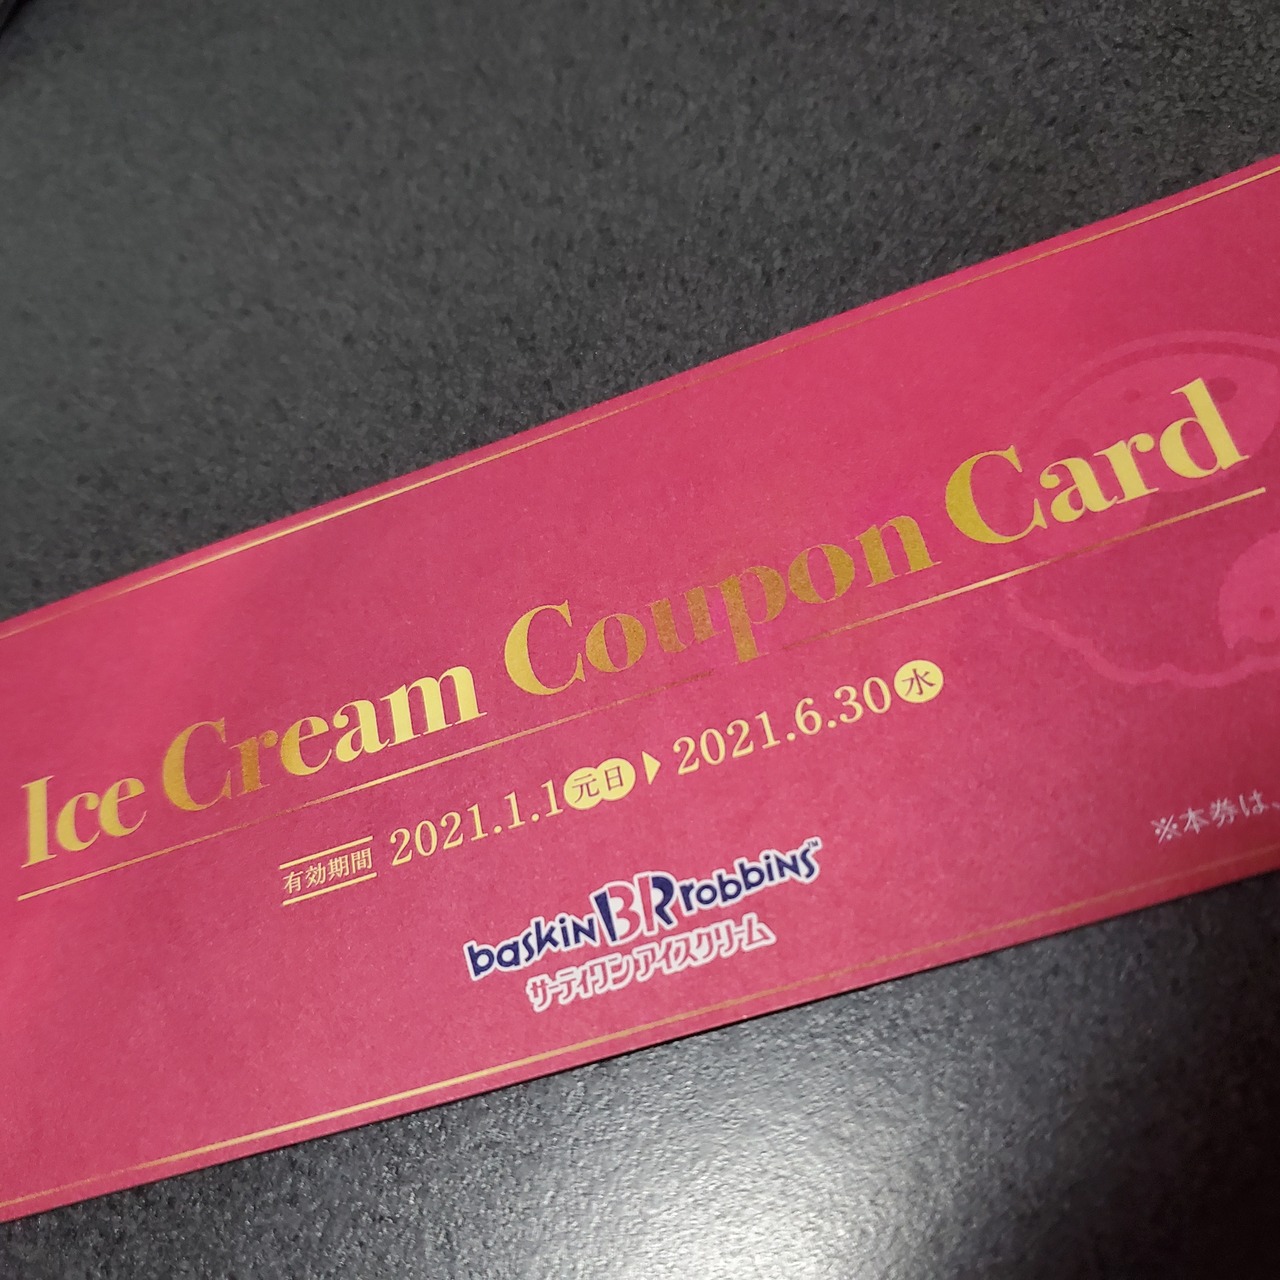 Ice Cream Coupon Card
有効期間 2021.1.1元日▶2021.6.30水
※本券は、
baskin BR robbins™
サーティワン アイスクリーム